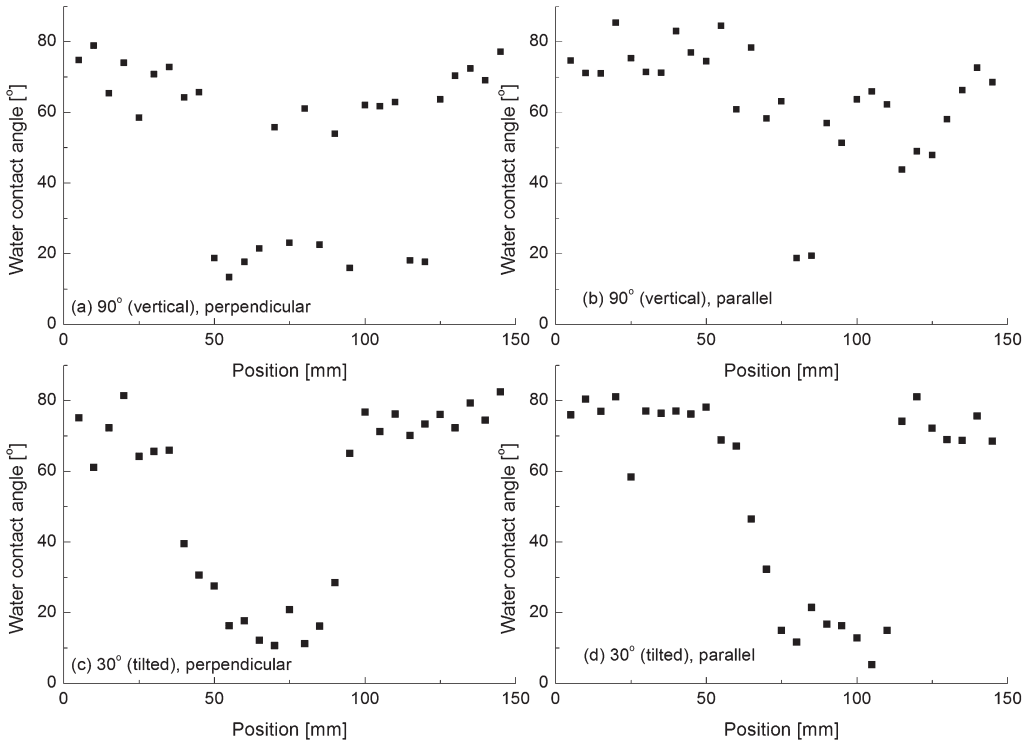 Water contact angle [°]
80
60
40
20
0
(a) 90° (vertical), perpendicular
0 50 100 150
Position [mm]
Water contact angle [°]
80
60
40
20
0
(b) 90° (vertical), parallel
0 50 100 150
Position [mm]
Water contact angle [°]
80
60
40
20
0
(c) 30° (tilted), perpendicular
0 50 100 150
Position [mm]
Water contact angle [°]
80
60
40
20
0
(d) 30° (tilted), parallel
0 50 100 150
Position [mm]